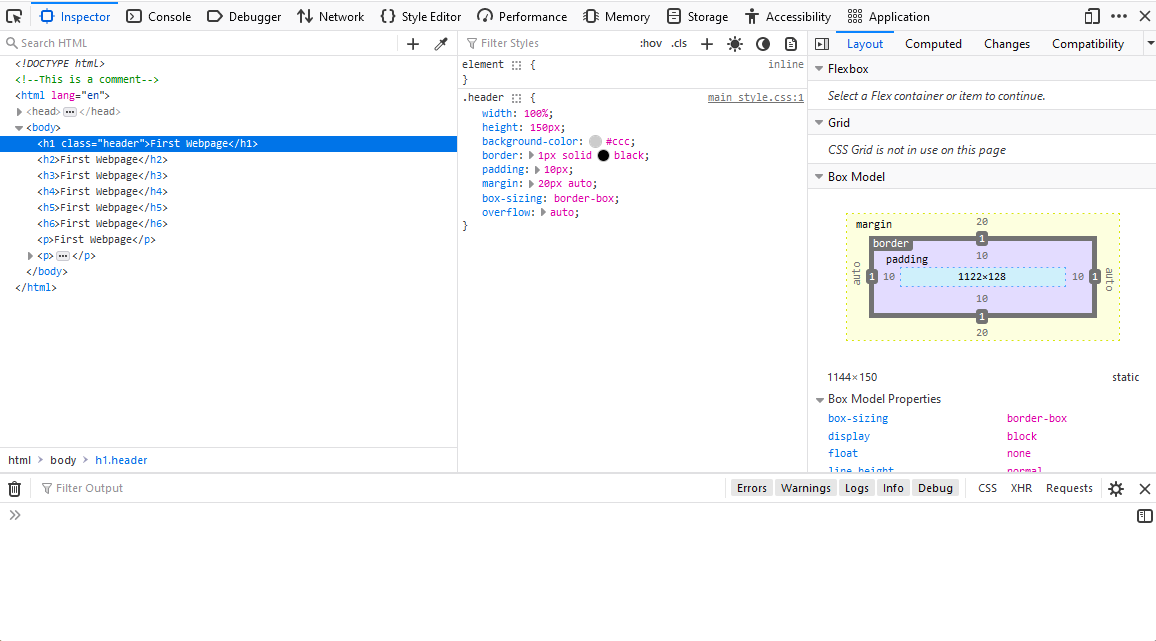 Inspector Console Debugger Network Style Editor Performance Memory Storage Accessibility Application
Search HTML
<!DOCTYPE html>
<!--This is a comment-->
<html lang="en">
<head> ••• </head>
<body>
<h1 class="header">First Webpage</h1>
<h2>First Webpage</h2>
<h3>First Webpage</h3>
<h4>First Webpage</h4>
<h5>First Webpage</h5>
<h6>First Webpage</h6>
<p>First Webpage</p>
<p> ••• </p>
</body>
</html>
html > body > h1.header
Filter Styles :hov .cls
element { inline
}
.header { main style.css:1
width: 100%;
height: 150px;
background-color: #ccc;
border: 1px solid black;
padding: 10px;
margin: 20px auto;
box-sizing: border-box;
overflow: auto;
}
Layout Computed Changes Compatibility
Flexbox
Select a Flex container or item to continue.
Grid
CSS Grid is not in use on this page
Box Model
margin 20
border 1
padding 10
auto 1 10 1122×128 10 1 auto
10
1
20
1144×150 static
Box Model Properties
box-sizing border-box
display block
float none
line-height normal
Filter Output Errors Warnings Logs Info Debug CSS XHR Requests
»